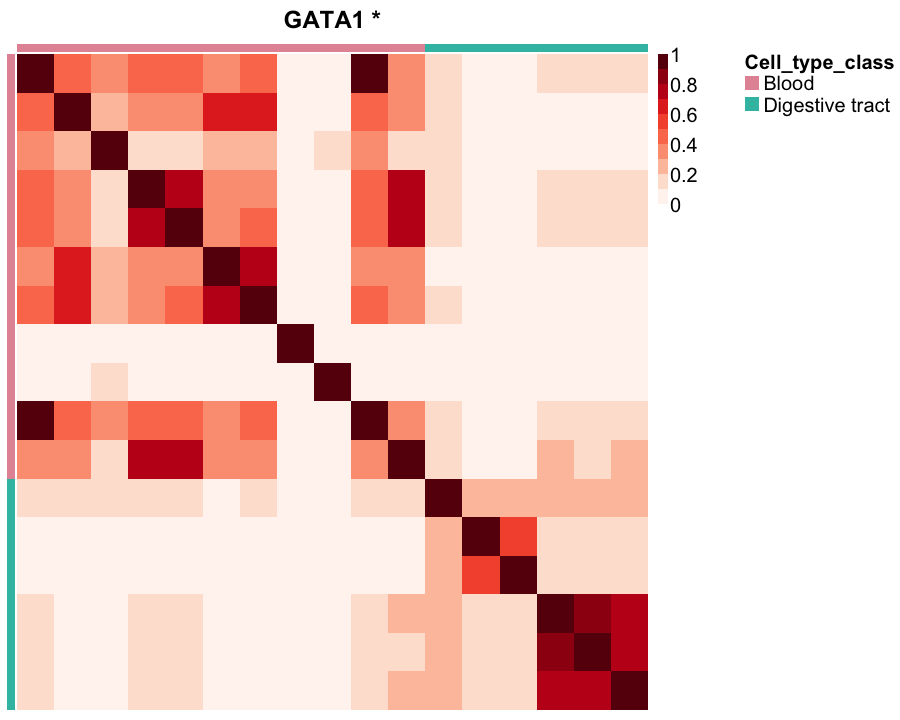 GATA1 *
1
0.8
0.6
0.4
0.2
0
Cell_type_class
Blood
Digestive tract